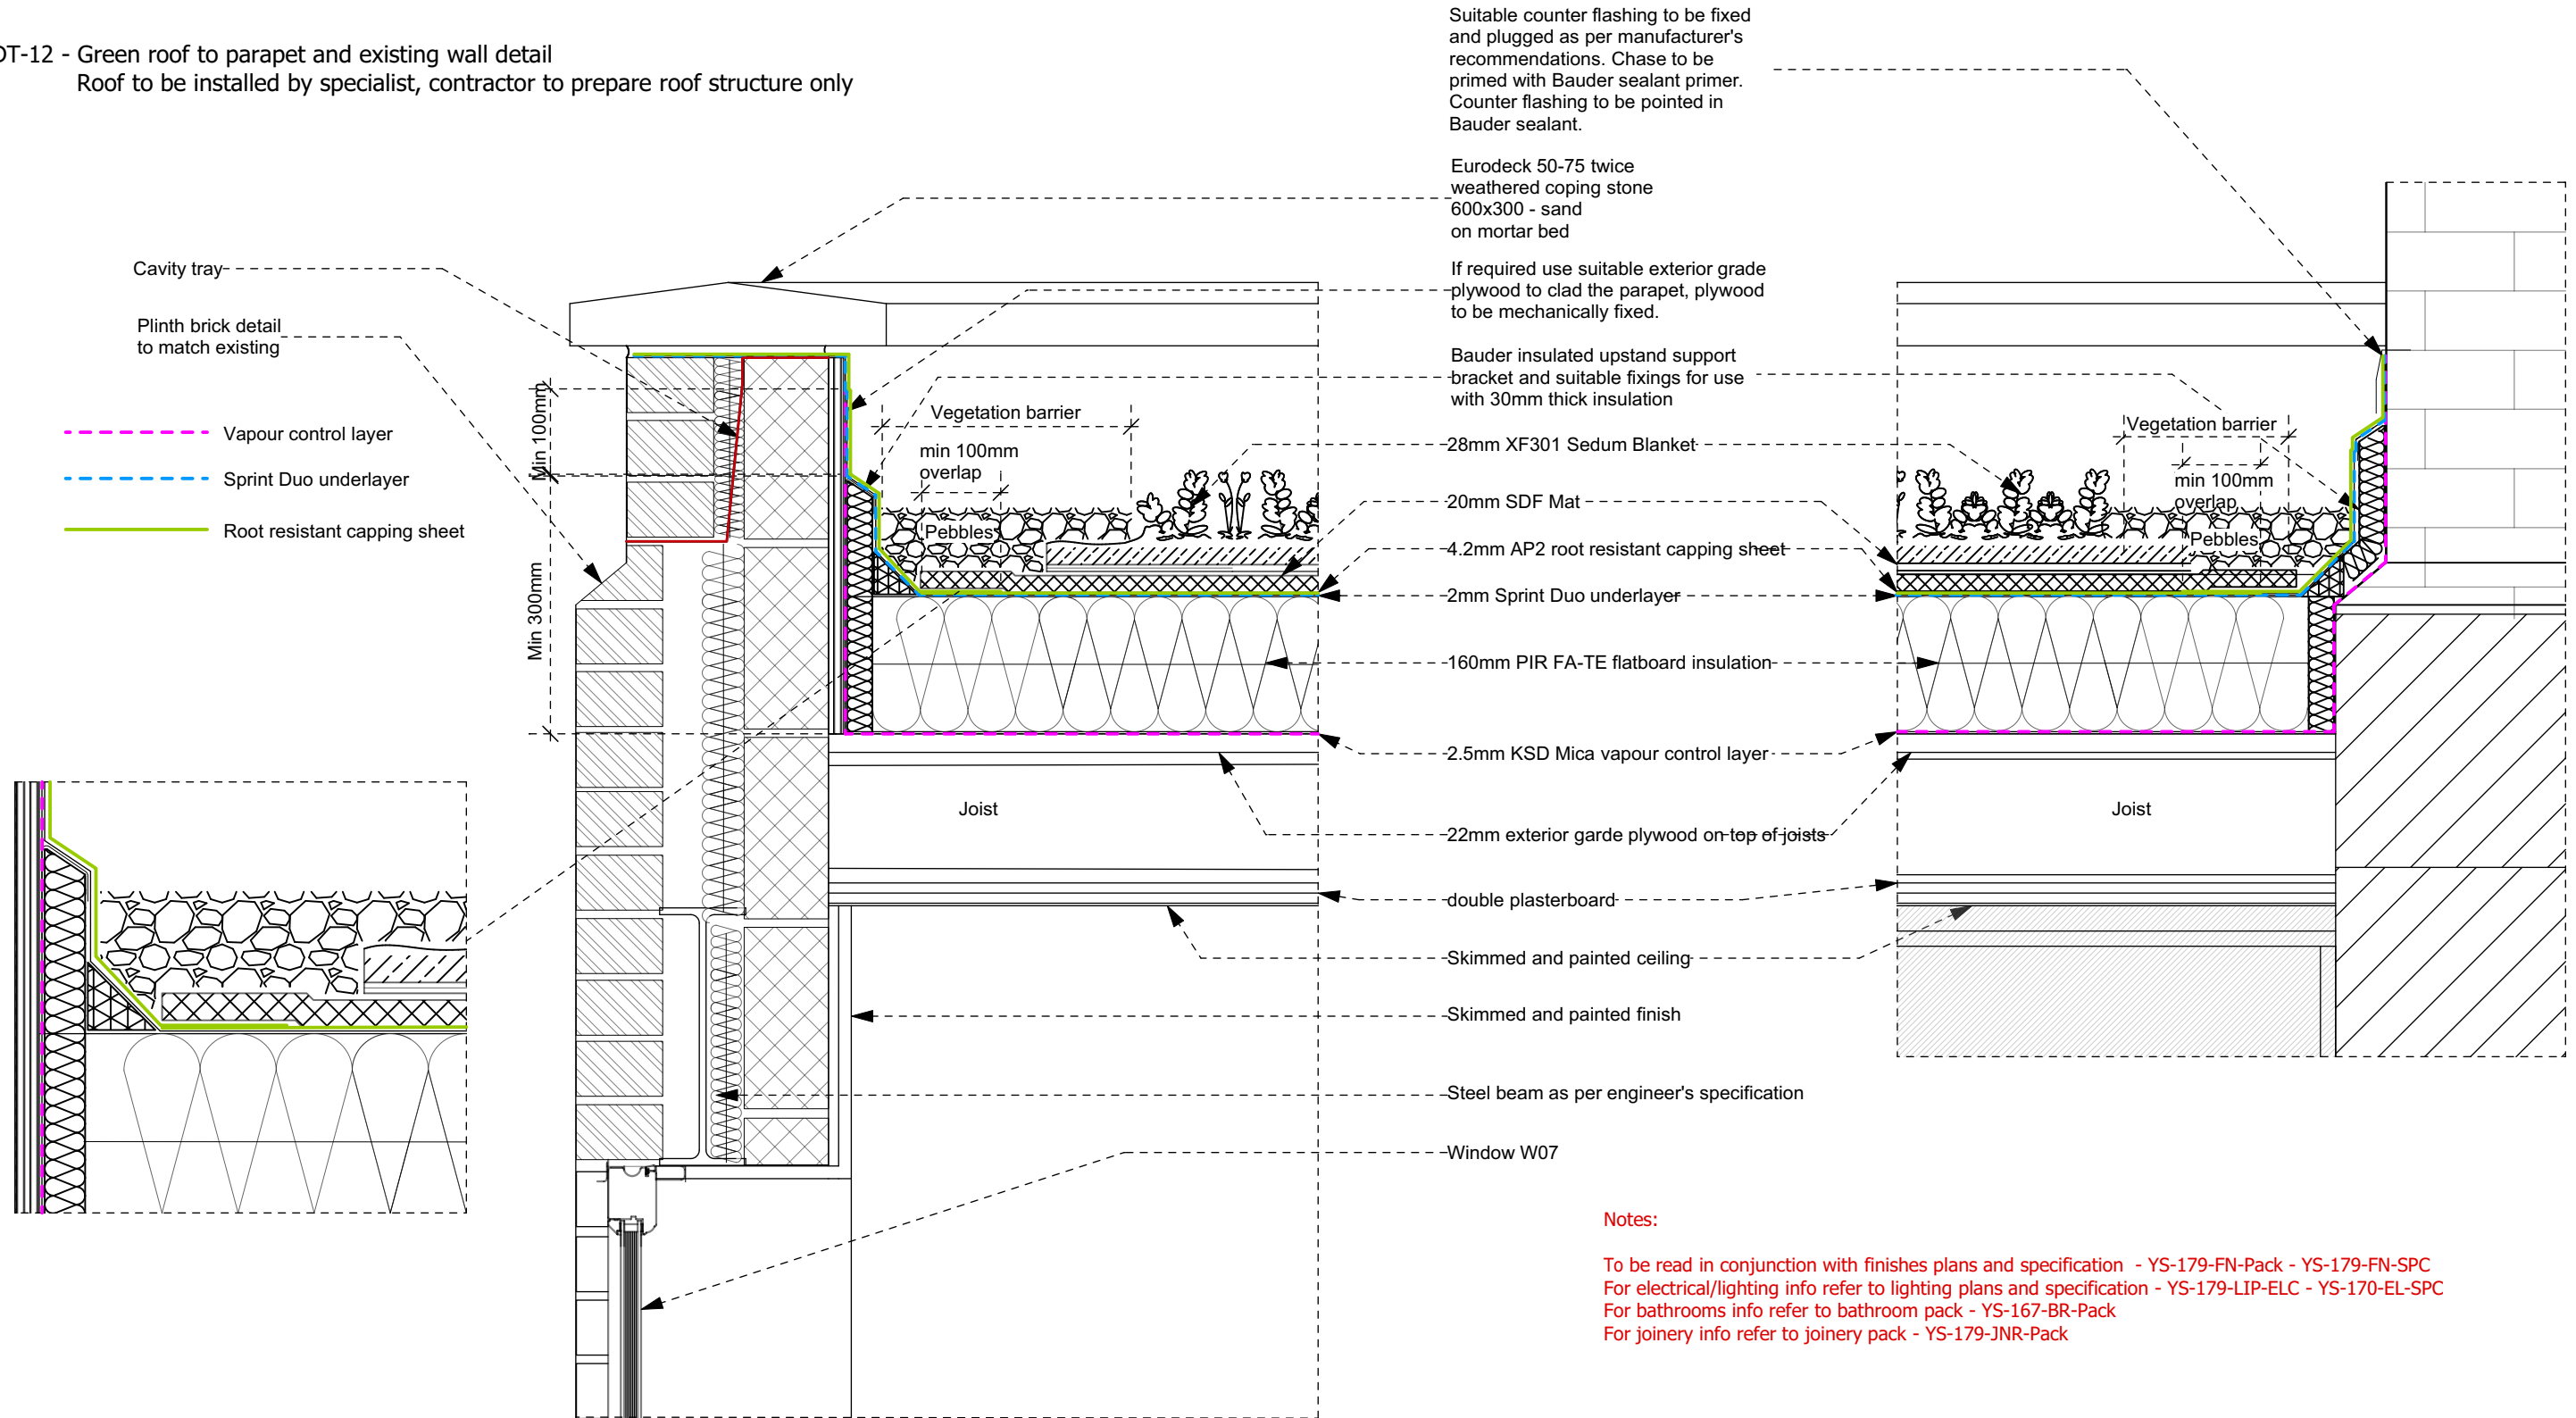 DT-12 - Green roof to parapet and existing wall detail
Roof to be installed by specialist, contractor to prepare roof structure only
Suitable counter flashing to be fixed
and plugged as per manufacturer's
recommendations. Chase to be
primed with Bauder sealant primer.
Counter flashing to be pointed in
Bauder sealant.
Eurodeck 50-75 twice
weathered coping stone
600x300 - sand
on mortar bed
If required use suitable exterior grade
plywood to clad the parapet, plywood
to be mechanically fixed.
Bauder insulated upstand support
bracket and suitable fixings for use
with 30mm thick insulation
28mm XF301 Sedum Blanket
20mm SDF Mat
4.2mm AP2 root resistant capping sheet
2mm Sprint Duo underlayer
160mm PIR FA-TE flatboard insulation
2.5mm KSD Mica vapour control layer
22mm exterior garde plywood on top of joists
double plasterboard
Skimmed and painted ceiling
Skimmed and painted finish
Steel beam as per engineer's specification
Window W07
Cavity tray
Plinth brick detail
to match existing
Vapour control layer
Sprint Duo underlayer
Root resistant capping sheet
Min 100mm
Min 300mm
Vegetation barrier
min 100mm
overlap
Pebbles
Joist
Vegetation barrier
min 100mm
overlap
Pebbles
Joist
Notes:
To be read in conjunction with finishes plans and specification - YS-179-FN-Pack - YS-179-FN-SPC
For electrical/lighting info refer to lighting plans and specification - YS-179-LIP-ELC - YS-170-EL-SPC
For bathrooms info refer to bathroom pack - YS-167-BR-Pack
For joinery info refer to joinery pack - YS-179-JNR-Pack